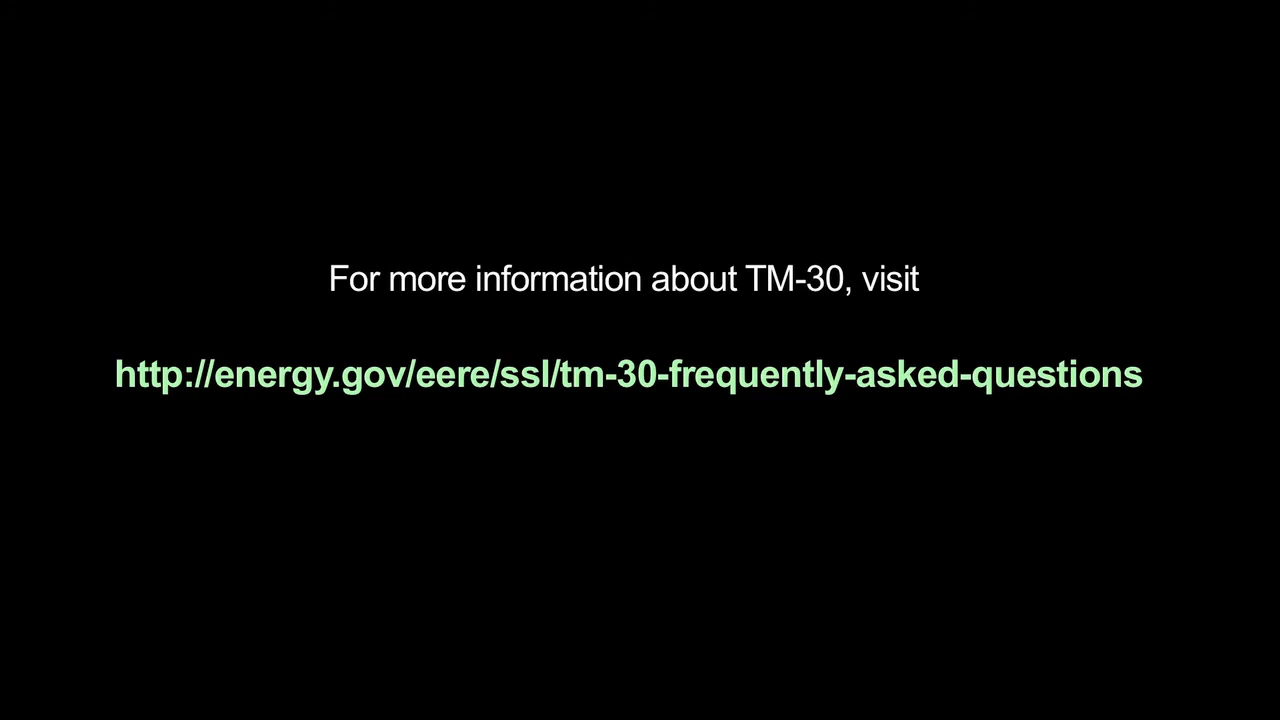 For more information about TM-30, visit
http://energy.gov/eere/ssl/tm-30-frequently-asked-questions